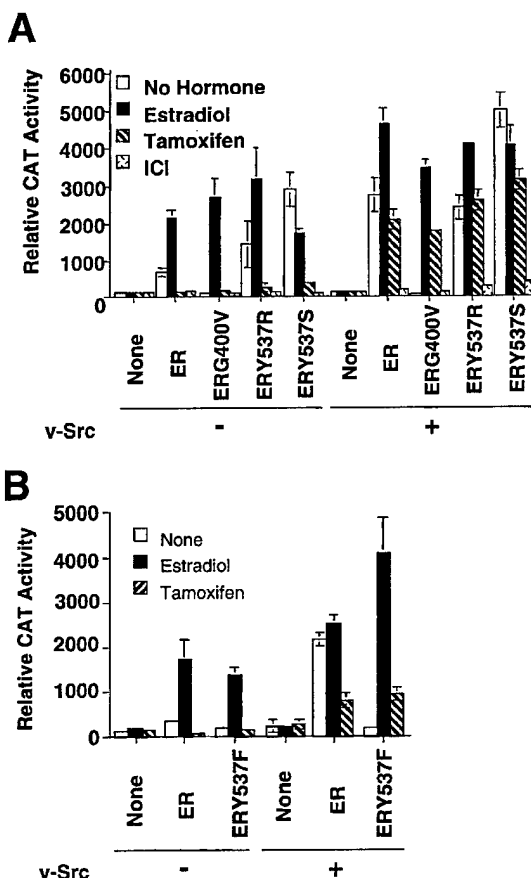 A
Relative CAT Activity
6000
5000
4000
3000
2000
1000
0
No Hormone
Estradiol
Tamoxifen
ICI
None
ER
ERG400V
ERY537R
ERY537S
None
ER
ERG400V
ERY537R
ERY537S
v-Src
-
+
B
Relative CAT Activity
5000
4000
3000
2000
1000
0
None
Estradiol
Tamoxifen
None
ER
ERY537F
None
ER
ERY537F
v-Src
-
+